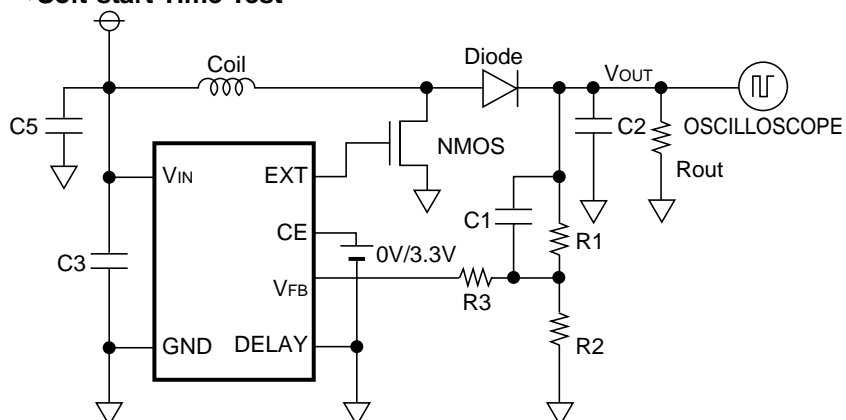 Soft-start Time Test
Coil
Diode
VOUT
C5
C2
OSCILLOSCOPE
NMOS
Rout
VIN
EXT
C1
CE
R1
0V/3.3V
C3
VFB
R3
GND
DELAY
R2